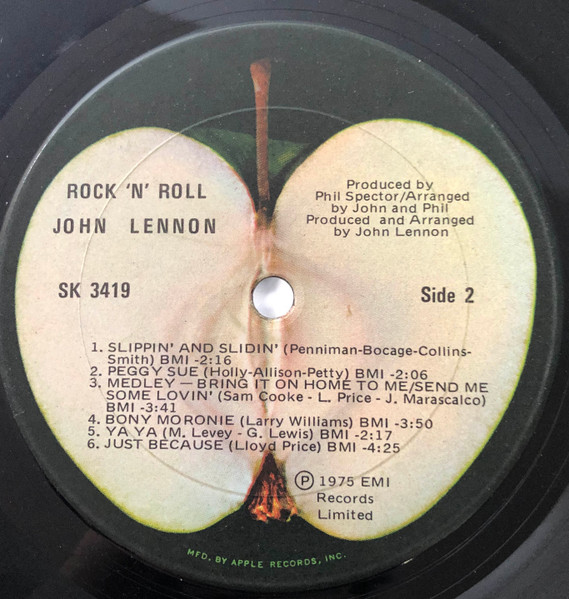 ROCK 'N' ROLL
JOHN LENNON
Produced by
Phil Spector/Arranged
by John and Phil
Produced and Arranged
by John Lennon
SK 3419
Side 2
1. SLIPPIN' AND SLIDIN' (Penniman-Bocage-Collins-
Smith) BMI -2:16
2. PEGGY SUE (Holly-Allison-Petty) BMI -2:06
3. MEDLEY — BRING IT ON HOME TO ME/SEND ME
SOME LOVIN' (Sam Cooke - L. Price - J. Marascalco)
BMI -3:41
4. BONY MORONIE (Larry Williams) BMI -3:50
5. YA YA (M. Levey - G. Lewis) BMI -2:17
6. JUST BECAUSE (Lloyd Price) BMI -4:25
Ⓟ 1975 EMI
Records
Limited
MFD. BY APPLE RECORDS, INC.